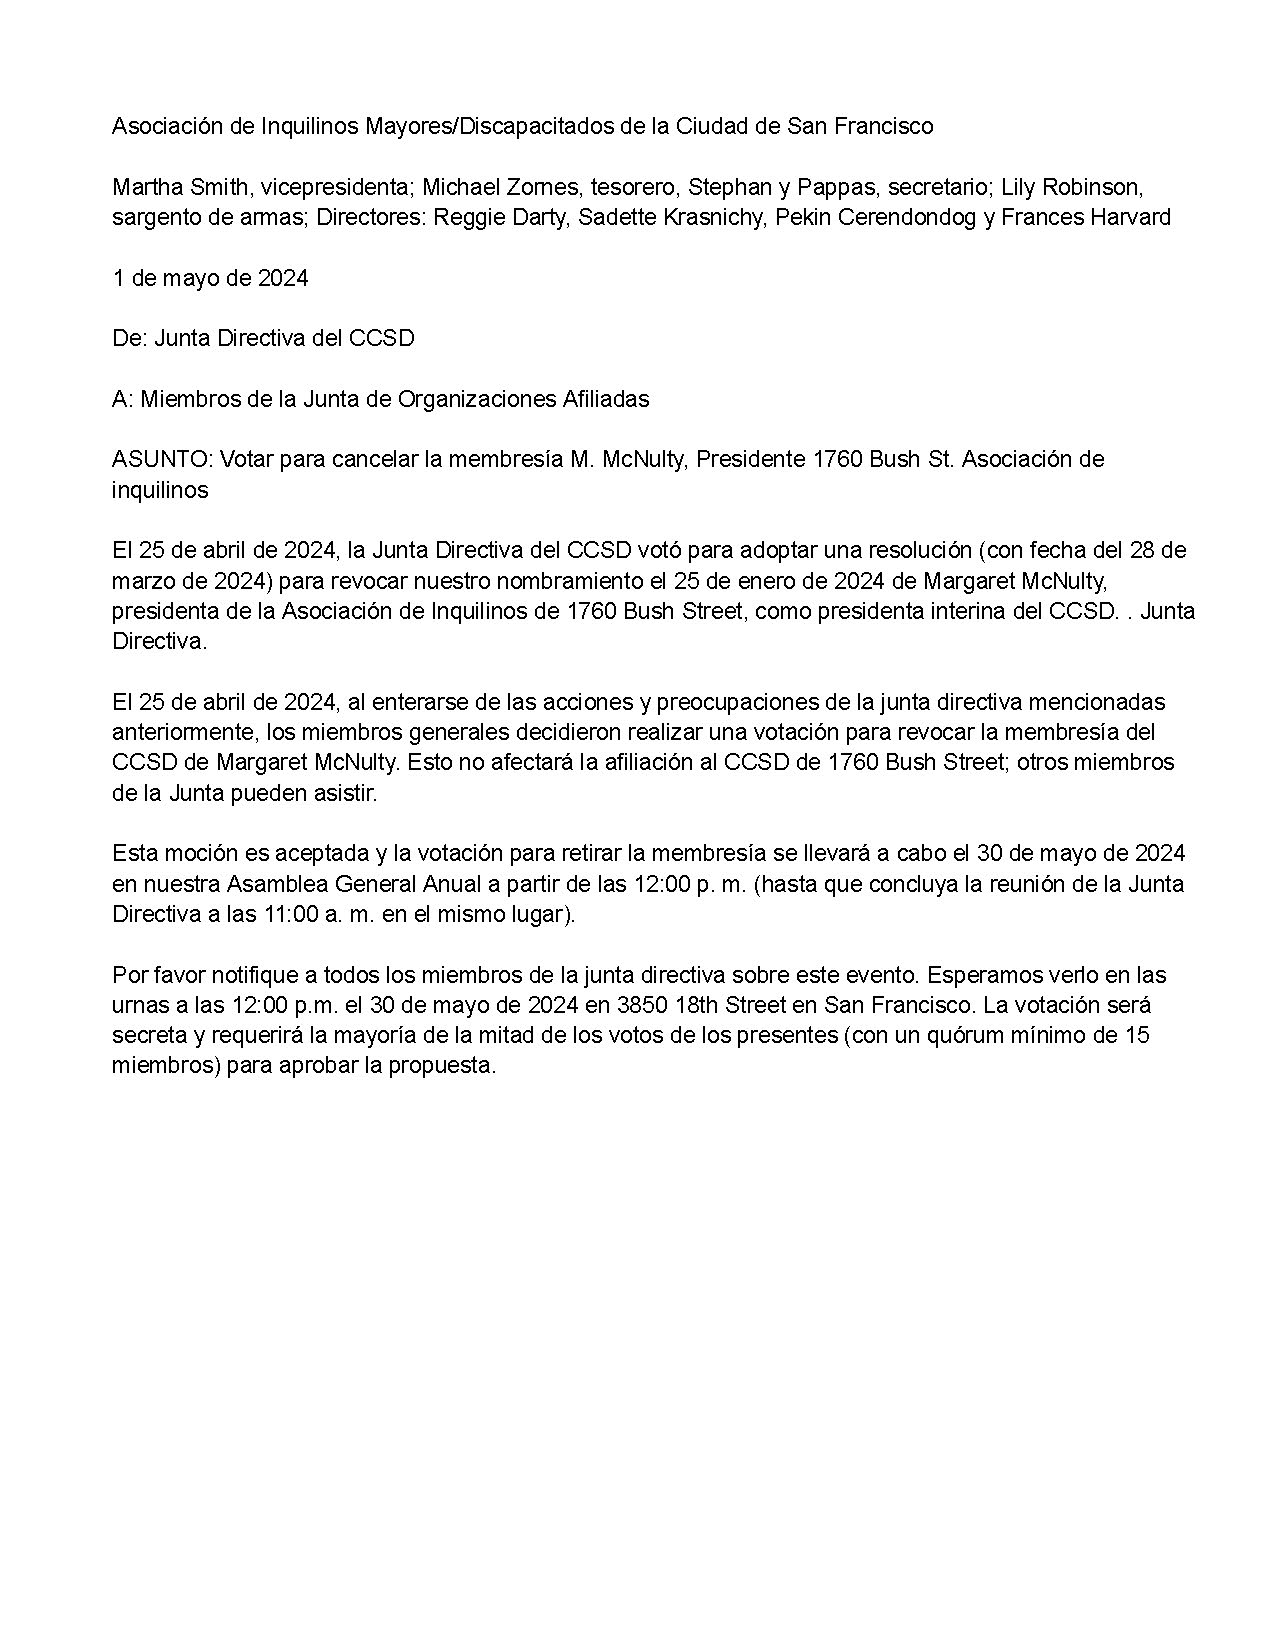 Asociación de Inquilinos Mayores/Discapacitados de la Ciudad de San Francisco
Martha Smith, vicepresidenta; Michael Zornes, tesorero, Stephan y Pappas, secretario; Lily Robinson,
sargento de armas; Directores: Reggie Darty, Sadette Krasnichy, Pekin Cerendondog y Frances Harvard
1 de mayo de 2024
De: Junta Directiva del CCSD
A: Miembros de la Junta de Organizaciones Afiliadas
ASUNTO: Votar para cancelar la membresía M. McNulty, Presidente 1760 Bush St. Asociación de
inquilinos
El 25 de abril de 2024, la Junta Directiva del CCSD votó para adoptar una resolución (con fecha del 28 de
marzo de 2024) para revocar nuestro nombramiento el 25 de enero de 2024 de Margaret McNulty,
presidenta de la Asociación de Inquilinos de 1760 Bush Street, como presidenta interina del CCSD. . Junta
Directiva.
El 25 de abril de 2024, al enterarse de las acciones y preocupaciones de la junta directiva mencionadas
anteriormente, los miembros generales decidieron realizar una votación para revocar la membresía del
CCSD de Margaret McNulty. Esto no afectará la afiliación al CCSD de 1760 Bush Street; otros miembros
de la Junta pueden asistir.
Esta moción es aceptada y la votación para retirar la membresía se llevará a cabo el 30 de mayo de 2024
en nuestra Asamblea General Anual a partir de las 12:00 p. m. (hasta que concluya la reunión de la Junta
Directiva a las 11:00 a. m. en el mismo lugar).
Por favor notifique a todos los miembros de la junta directiva sobre este evento. Esperamos verlo en las
urnas a las 12:00 p.m. el 30 de mayo de 2024 en 3850 18th Street en San Francisco. La votación será
secreta y requerirá la mayoría de la mitad de los votos de los presentes (con un quórum mínimo de 15
miembros) para aprobar la propuesta.